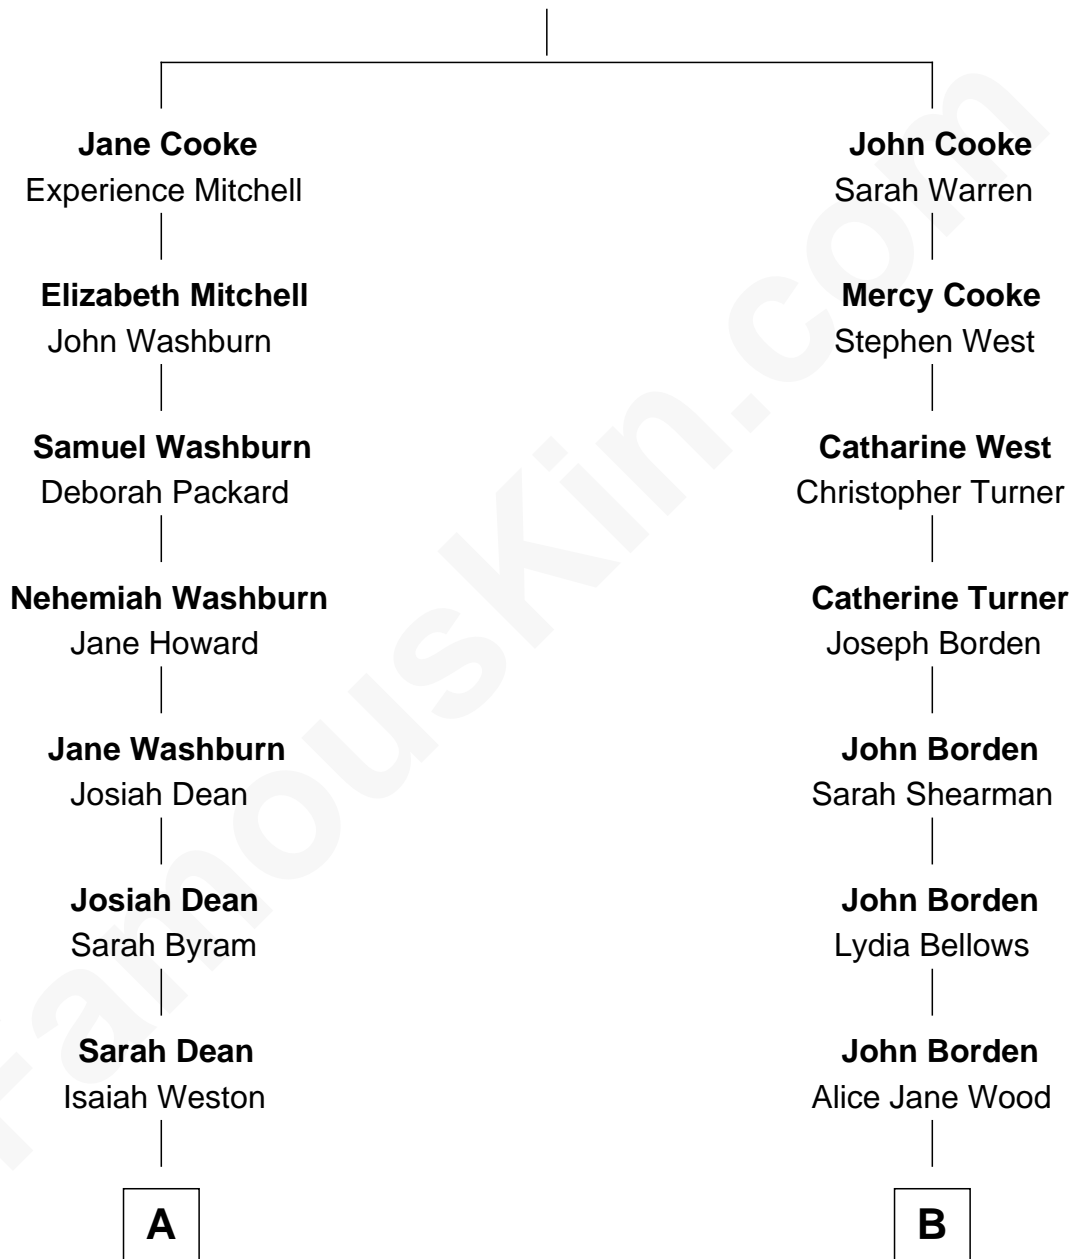 Jane Cooke
Experience Mitchell
Elizabeth Mitchell
John Washburn
Samuel Washburn
Deborah Packard
Nehemiah Washburn
Jane Howard
Jane Washburn
Josiah Dean
Josiah Dean
Sarah Byram
Sarah Dean
Isaiah Weston
A
John Cooke
Sarah Warren
Mercy Cooke
Stephen West
Catharine West
Christopher Turner
Catherine Turner
Joseph Borden
John Borden
Sarah Shearman
John Borden
Lydia Bellows
John Borden
Alice Jane Wood
B
FamousKin.com